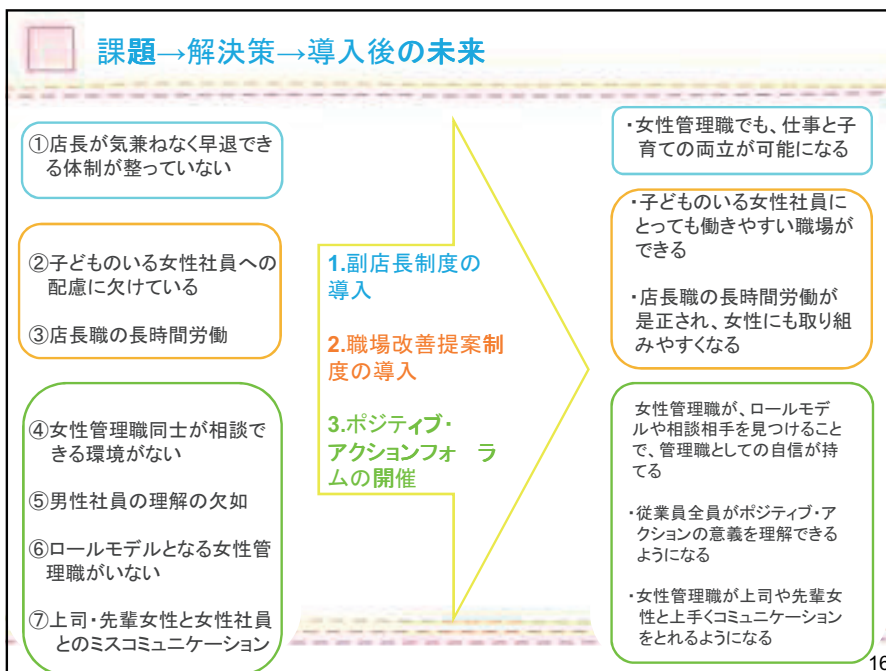 課題→解決策→導入後の未来
①店長が気兼ねなく早退でき
る体制が整っていない
②子どものいる女性社員への
配慮に欠けている
③店長職の長時間労働
④女性管理職同士が相談で
きる環境がない
⑤男性社員の理解の欠如
⑥ロールモデルとなる女性管
理職がいない
⑦上司・先輩女性と女性社員
とのミスコミュニケーション
1.副店長制度の
導入
2.職場改善提案制
度の導入
3.ポジティブ・
アクションフォ ラ
ムの開催
・女性管理職でも、仕事と子
育ての両立が可能になる
・子どものいる女性社員に
とっても働きやすい職場が
できる
・店長職の長時間労働が
是正され、女性にも取り組
みやすくなる
女性管理職が、ロールモデ
ルや相談相手を見つけること
で、管理職としての自信が持
てる
・従業員全員がポジティブ・ア
クションの意義を理解できる
ようになる
・女性管理職が上司や先輩女
性と上手くコミュニケーション
をとれるようになる
16